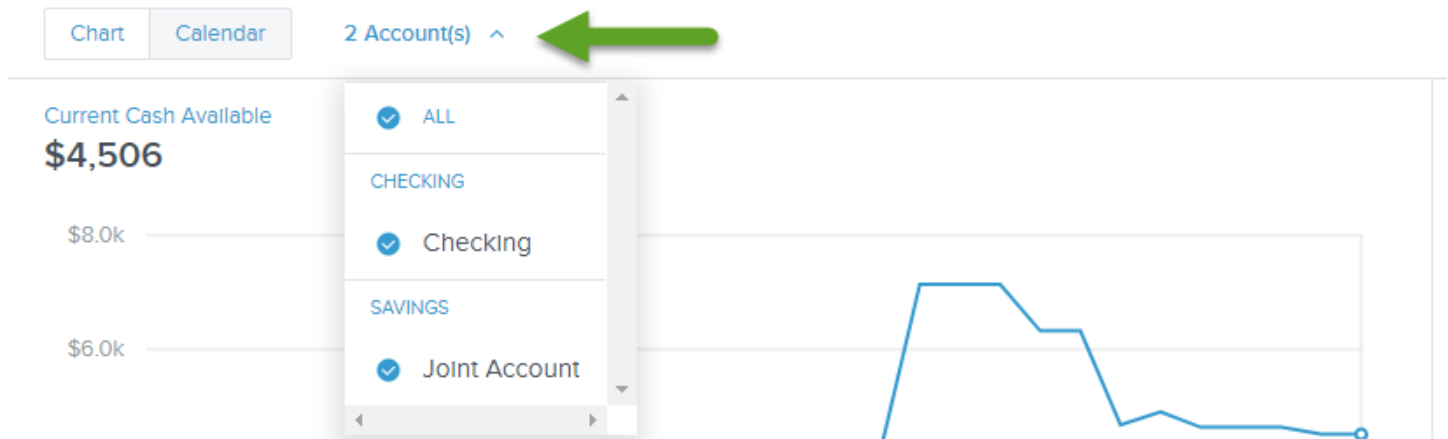 Chart Calendar 2 Account(s)
Current Cash Available
$4,506
ALL
CHECKING
Checking
SAVINGS
Joint Account
$8.0k
$6.0k